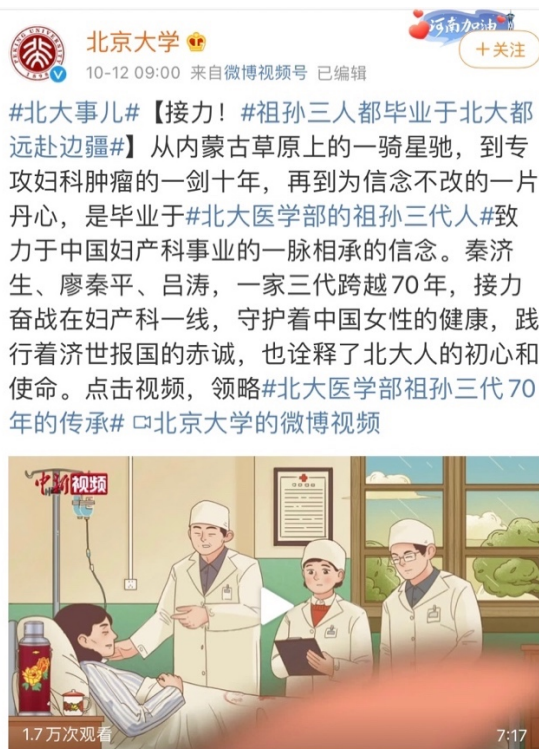 河南加油
北京大学
+关注
10-12 09:00 来自微博视频号 已编辑
#北大事儿#【接力！#祖孙三人都毕业于北大都
远赴边疆#】从内蒙古草原上的一骑星驰，到专
攻妇科肿瘤的一剑十年，再到为信念不改的一片
丹心，是毕业于#北大医学部的祖孙三代人#致
力于中国妇产科事业的一脉相承的信念。秦济
生、廖秦平、吕涛，一家三代跨越70年，接力
奋战在妇产科一线，守护着中国女性的健康，践
行着济世报国的赤诚，也诠释了北大人的初心和
使命。点击视频，领略#北大医学部祖孙三代70
年的传承# 北京大学的微博视频
中新视频
1.7万次观看
7:17